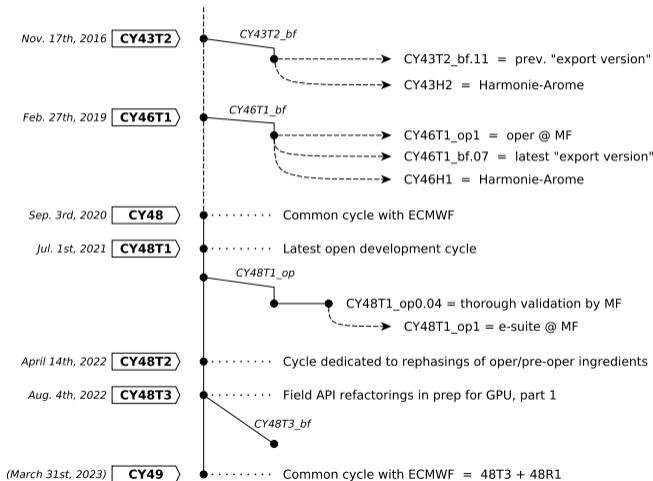 CY43T2_bf
Nov. 17th, 2016 CY43T2
CY43T2_bf.11 = prev. "export version"
CY43H2 = Harmonie-Arome
CY46T1_bf
Feb. 27th, 2019 CY46T1
CY46T1_op1 = oper @ MF
CY46T1_bf.07 = latest "export version"
CY46H1 = Harmonie-Arome
Sep. 3rd, 2020 CY48 Common cycle with ECMWF
Jul. 1st, 2021 CY48T1 Latest open development cycle
CY48T1_op
CY48T1_op0.04 = thorough validation by MF
CY48T1_op1 = e-suite @ MF
April 14th, 2022 CY48T2 Cycle dedicated to rephasings of oper/pre-oper ingredients
Aug. 4th, 2022 CY48T3 Field API refactorings in prep for GPU, part 1
CY48T3_bf
(March 31st, 2023) CY49 Common cycle with ECMWF = 48T3 + 48R1